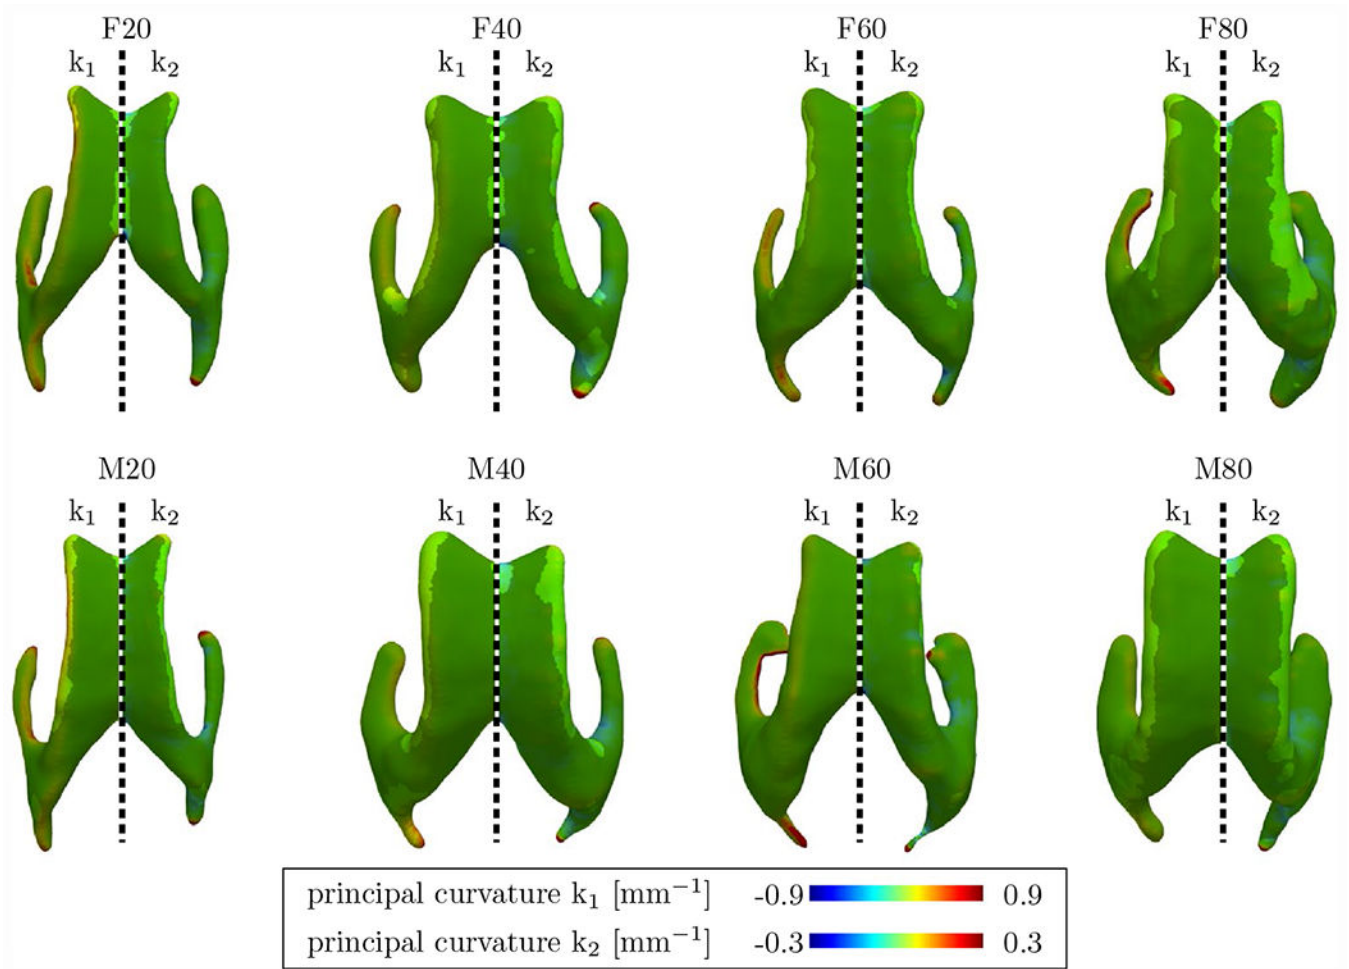 F20 F40 F60 F80
k₁ k₂ k₁ k₂ k₁ k₂ k₁ k₂
M20 M40 M60 M80
k₁ k₂ k₁ k₂ k₁ k₂ k₁ k₂
principal curvature k₁ [mm⁻¹] -0.9 0.9
principal curvature k₂ [mm⁻¹] -0.3 0.3